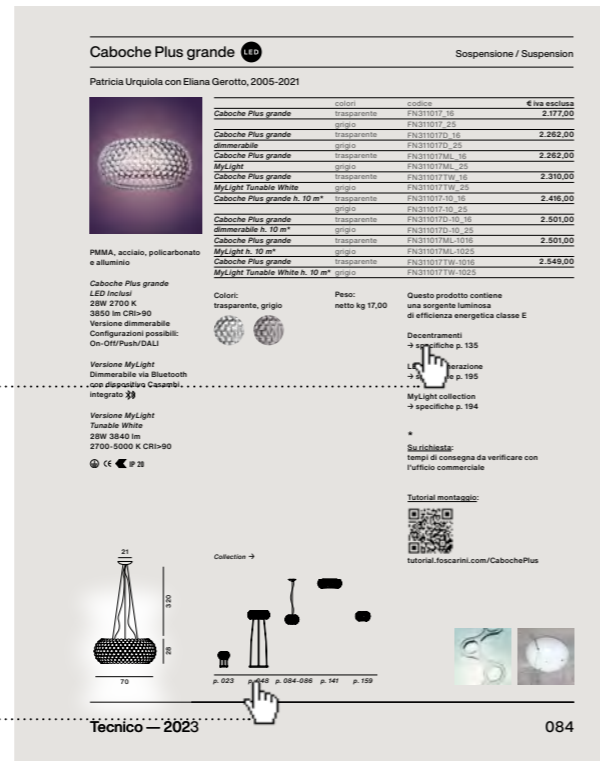 Caboche Plus grande LED
Sospensione / Suspension
Patricia Urquiola con Eliana Gerotto, 2005-2021
colori codice € iva esclusa
Caboche Plus grande trasparente FN311017_16 2.177,00
grigio FN311017_25
Caboche Plus grande trasparente FN311017D_16 2.262,00
dimmerabile grigio FN311017D_25
Caboche Plus grande trasparente FN311017ML_16 2.262,00
MyLight grigio FN311017ML_25
Caboche Plus grande trasparente FN311017TW_16 2.310,00
MyLight Tunable White grigio FN311017TW_25
Caboche Plus grande h. 10 m* trasparente FN311017-10_16 2.416,00
grigio FN311017-10_25
Caboche Plus grande trasparente FN311017D-10_16 2.501,00
dimmerabile h. 10 m* grigio FN311017D-10_25
Caboche Plus grande trasparente FN311017ML-1016 2.501,00
MyLight h. 10 m* grigio FN311017ML-1025
Caboche Plus grande trasparente FN311017TW-1016 2.549,00
MyLight Tunable White h. 10 m* grigio FN311017TW-1025
PMMA, acciaio, policarbonato
e alluminio
Caboche Plus grande
LED Inclusi
28W 2700 K
3850 lm CRI>90
Versione dimmerabile
Configurazioni possibili:
On-Off/Push/DALI
Versione MyLight
Dimmerabile via Bluetooth
con dispositivo Casambi
integrato
Versione MyLight
Tunable White
28W 3840 lm
2700-5000 K CRI>90
CE IP 20
Colori:
trasparente, grigio
Peso:
netto kg 17,00
Questo prodotto contiene
una sorgente luminosa
di efficienza energetica classe E
Decentramenti
→ specifiche p. 135
p. 195
MyLight collection
→ specifiche p. 194
*
Su richiesta:
tempi di consegna da verificare con
l'ufficio commerciale
Tutorial montaggio:
tutorial.foscarini.com/CabochePlus
Collection →
21
320
28
70
p. 023 p. 048 p. 084-086 p. 141 p. 159
Tecnico — 2023
084